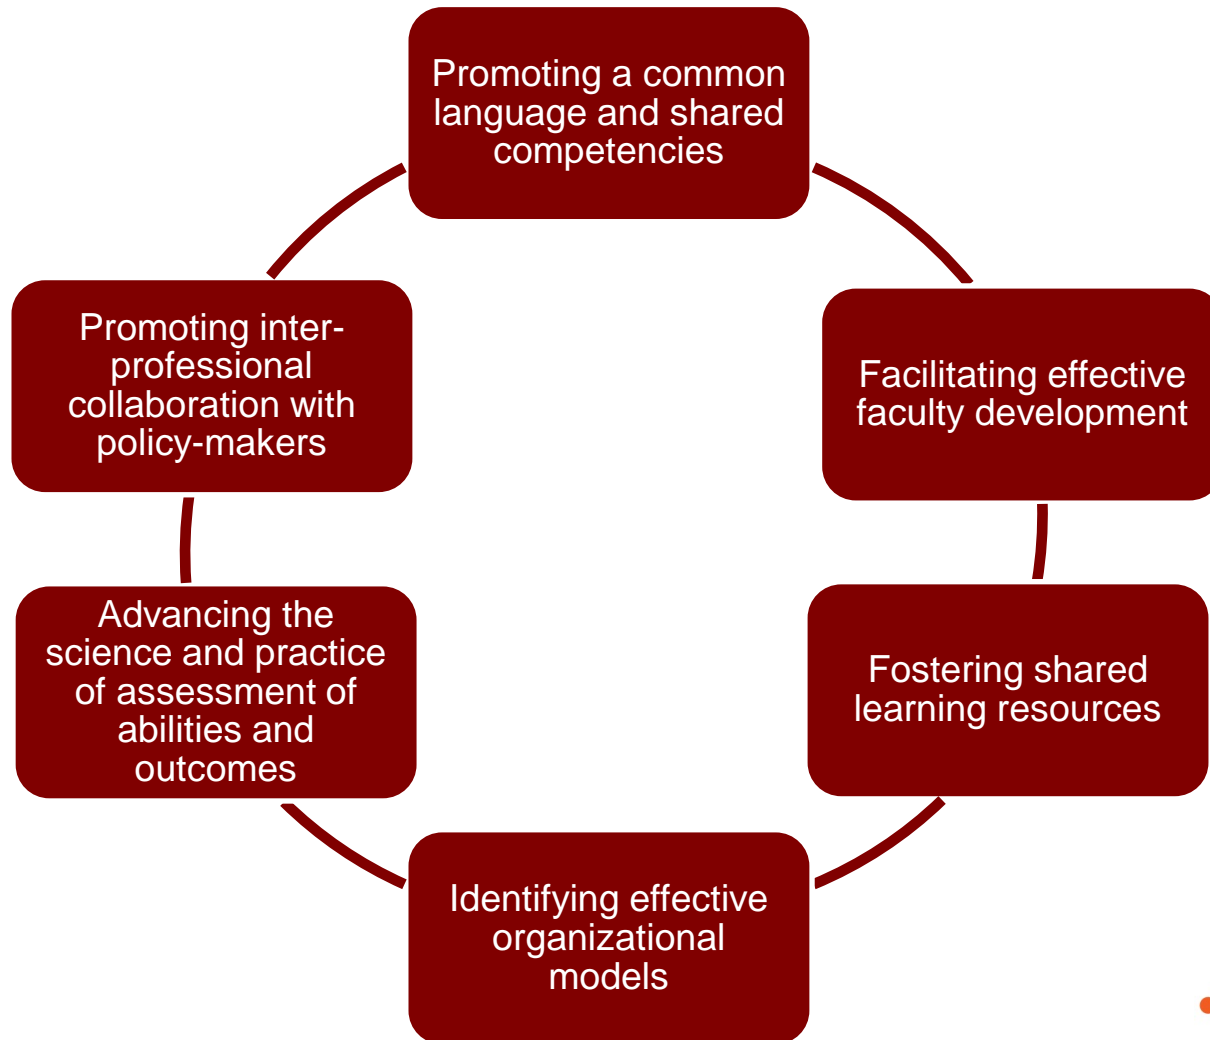 Promoting a common
language and shared
competencies
Facilitating effective
faculty development
Fostering shared
learning resources
Identifying effective
organizational
models
Advancing the
science and practice
of assessment of
abilities and
outcomes
Promoting inter-
professional
collaboration with
policy-makers